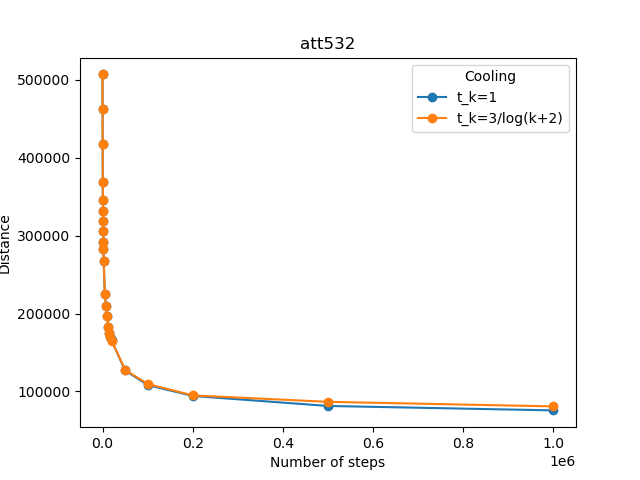 att532
Cooling
t_k=1
t_k=3/log(k+2)
500000
400000
300000
200000
100000
Distance
0.0 0.2 0.4 0.6 0.8 1.0
1e6
Number of steps